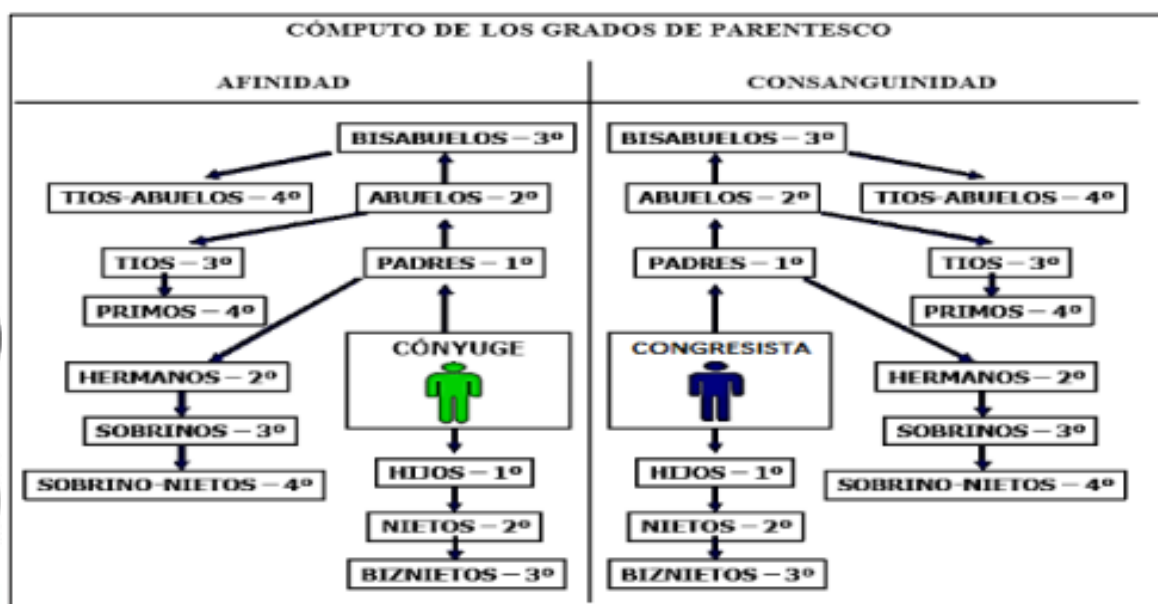 CÓMPUTO DE LOS GRADOS DE PARENTESCO
AFINIDAD
BISABUELOS – 3º
TIOS-ABUELOS – 4º
ABUELOS – 2º
TIOS – 3º
PADRES – 1º
PRIMOS – 4º
CÓNYUGE
HERMANOS – 2º
SOBRINOS – 3º
HIJOS – 1º
SOBRINO-NIETOS – 4º
NIETOS – 2º
BIZNIETOS – 3º
CONSANGUINIDAD
BISABUELOS – 3º
ABUELOS – 2º
TIOS-ABUELOS – 4º
PADRES – 1º
TIOS – 3º
PRIMOS – 4º
CONGRESISTA
HERMANOS – 2º
SOBRINOS – 3º
HIJOS – 1º
SOBRINO-NIETOS – 4º
NIETOS – 2º
BIZNIETOS – 3º